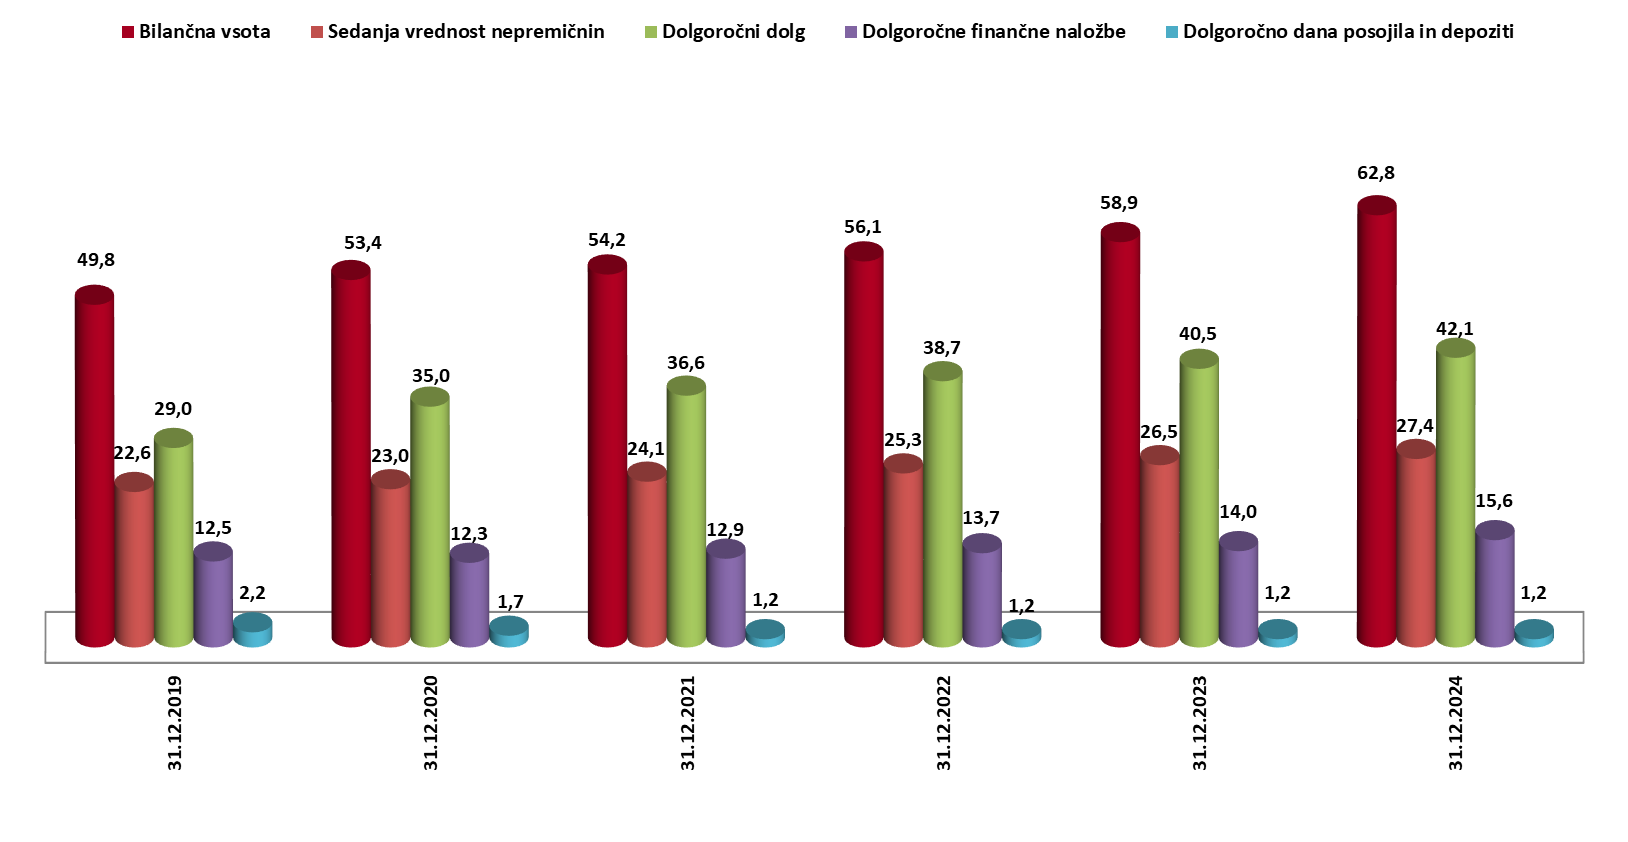 Bilančna vsota Sedanja vrednost nepremičnin Dolgoročni dolg Dolgoročne finančne naložbe Dolgoročno dana posojila in depoziti
49,8 22,6 29,0 12,5 2,2
53,4 23,0 35,0 12,3 1,7
54,2 24,1 36,6 12,9 1,2
56,1 25,3 38,7 13,7 1,2
58,9 26,5 40,5 14,0 1,2
62,8 27,4 42,1 15,6 1,2
31.12.2019 31.12.2020 31.12.2021 31.12.2022 31.12.2023 31.12.2024